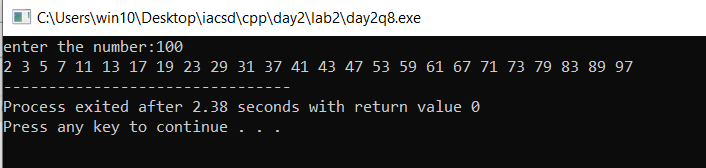 C:\Users\win10\Desktop\iacsd\cpp\day2\lab2\day2q8.exe
enter the number:100
2 3 5 7 11 13 17 19 23 29 31 37 41 43 47 53 59 61 67 71 73 79 83 89 97
--------------------------------
Process exited after 2.38 seconds with return value 0
Press any key to continue . . .